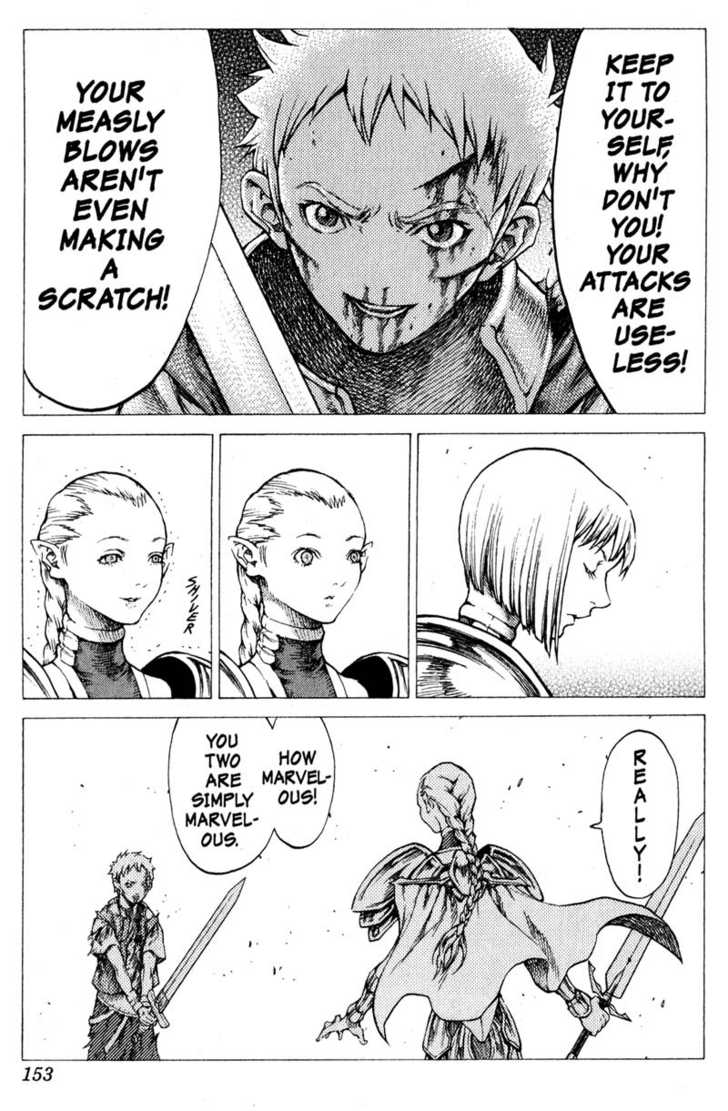 KEEP
IT TO
YOUR-
SELF,
WHY
DON'T
YOU!
YOUR
ATTACKS
ARE
USE-
LESS!
YOUR
MEASLY
BLOWS
AREN'T
EVEN
MAKING
A
SCRATCH!
SHIVER
REALLY!
HOW
MARVEL-
OUS!
YOU
TWO
ARE
SIMPLY
MARVEL-
OUS.
153